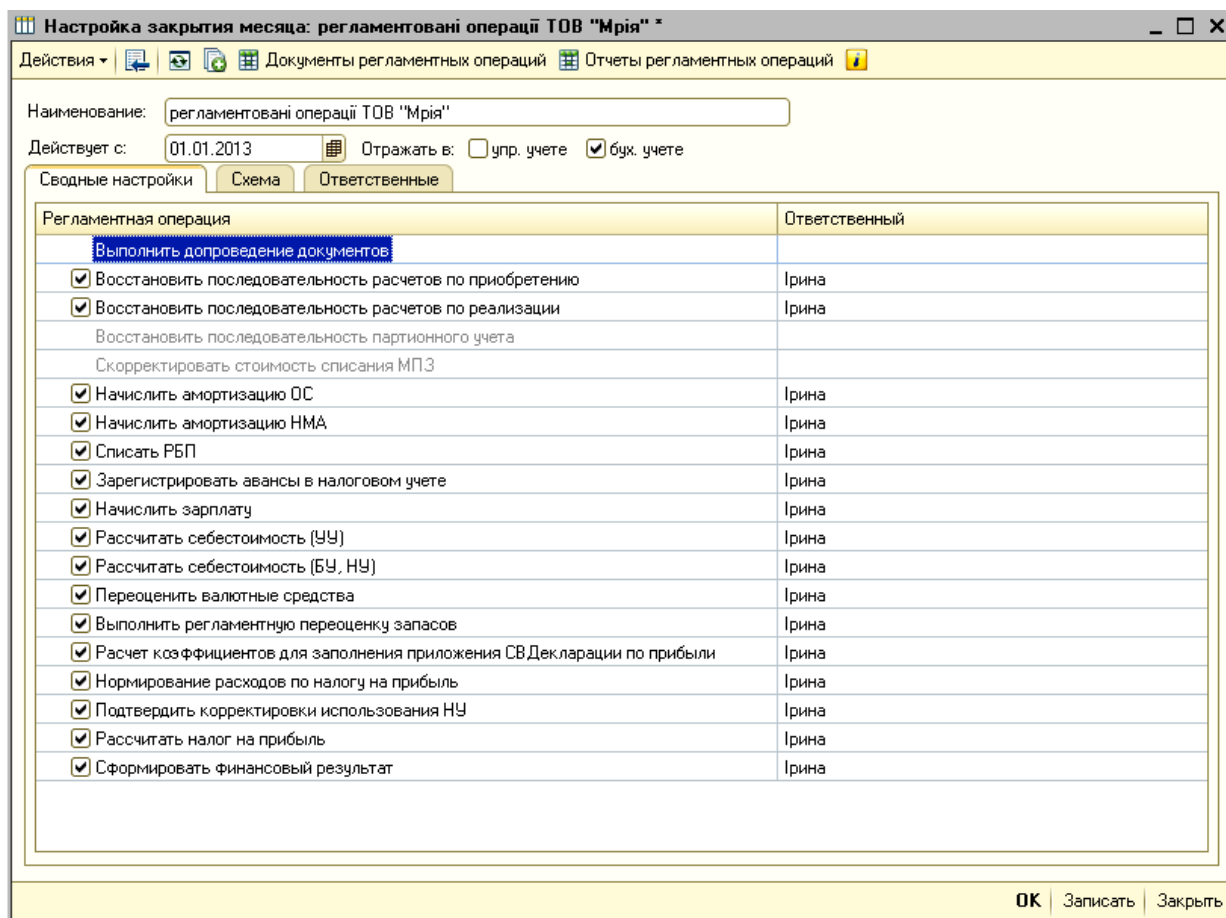 Настройка закрытия месяца: регламентовані операції ТОВ "Мрія" *
Действия Документы регламентных операций Отчеты регламентных операций
Наименование: регламентовані операції ТОВ "Мрія"
Действует с: 01.01.2013 Отражать в: упр. учете бух. учете
Сводные настройки Схема Ответственные
Регламентная операция Ответственный
Выполнить допроведение документов
Восстановить последовательность расчетов по приобретению Ірина
Восстановить последовательность расчетов по реализации Ірина
Восстановить последовательность партионного учета
Скорректировать стоимость списания МПЗ
Начислить амортизацию ОС Ірина
Начислить амортизацию НМА Ірина
Списать РБП Ірина
Зарегистрировать авансы в налоговом учете Ірина
Начислить зарплату Ірина
Рассчитать себестоимость (УУ) Ірина
Рассчитать себестоимость (БУ, НУ) Ірина
Переоценить валютные средства Ірина
Выполнить регламентную переоценку запасов Ірина
Расчет коэффициентов для заполнения приложения СВ Декларации по прибыли Ірина
Нормирование расходов по налогу на прибыль Ірина
Подтвердить корректировки использования НУ Ірина
Рассчитать налог на прибыль Ірина
Сформировать финансовый результат Ірина
ОК Записать Закрыть